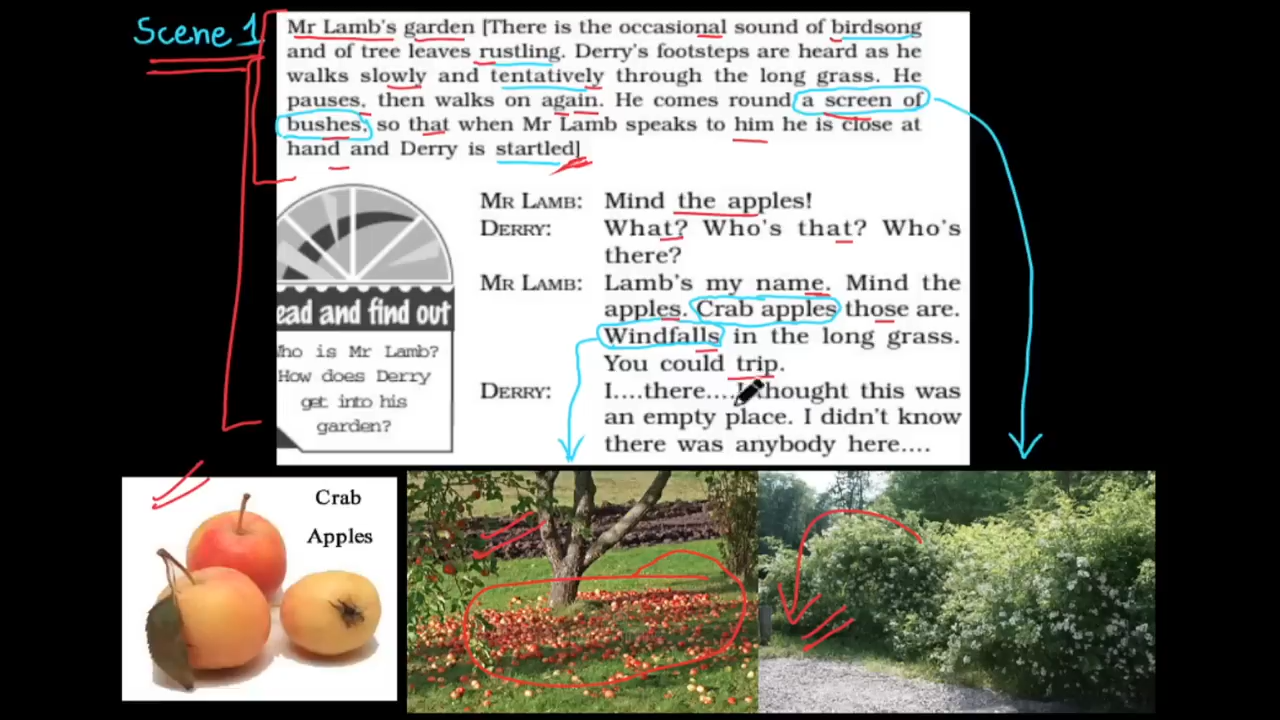 Scene 1
Mr Lamb's garden [There is the occasional sound of birdsong
and of tree leaves rustling. Derry's footsteps are heard as he
walks slowly and tentatively through the long grass. He
pauses, then walks on again. He comes round a screen of
bushes, so that when Mr Lamb speaks to him he is close at
hand and Derry is startled]
MR LAMB: Mind the apples!
DERRY: What? Who's that? Who's
there?
MR LAMB: Lamb's my name. Mind the
apples. Crab apples those are.
Windfalls in the long grass.
You could trip.
DERRY: I....there....I thought this was
an empty place. I didn't know
there was anybody here....
ead and find out
ho is Mr Lamb?
How does Derry
get into his
garden?
Crab
Apples